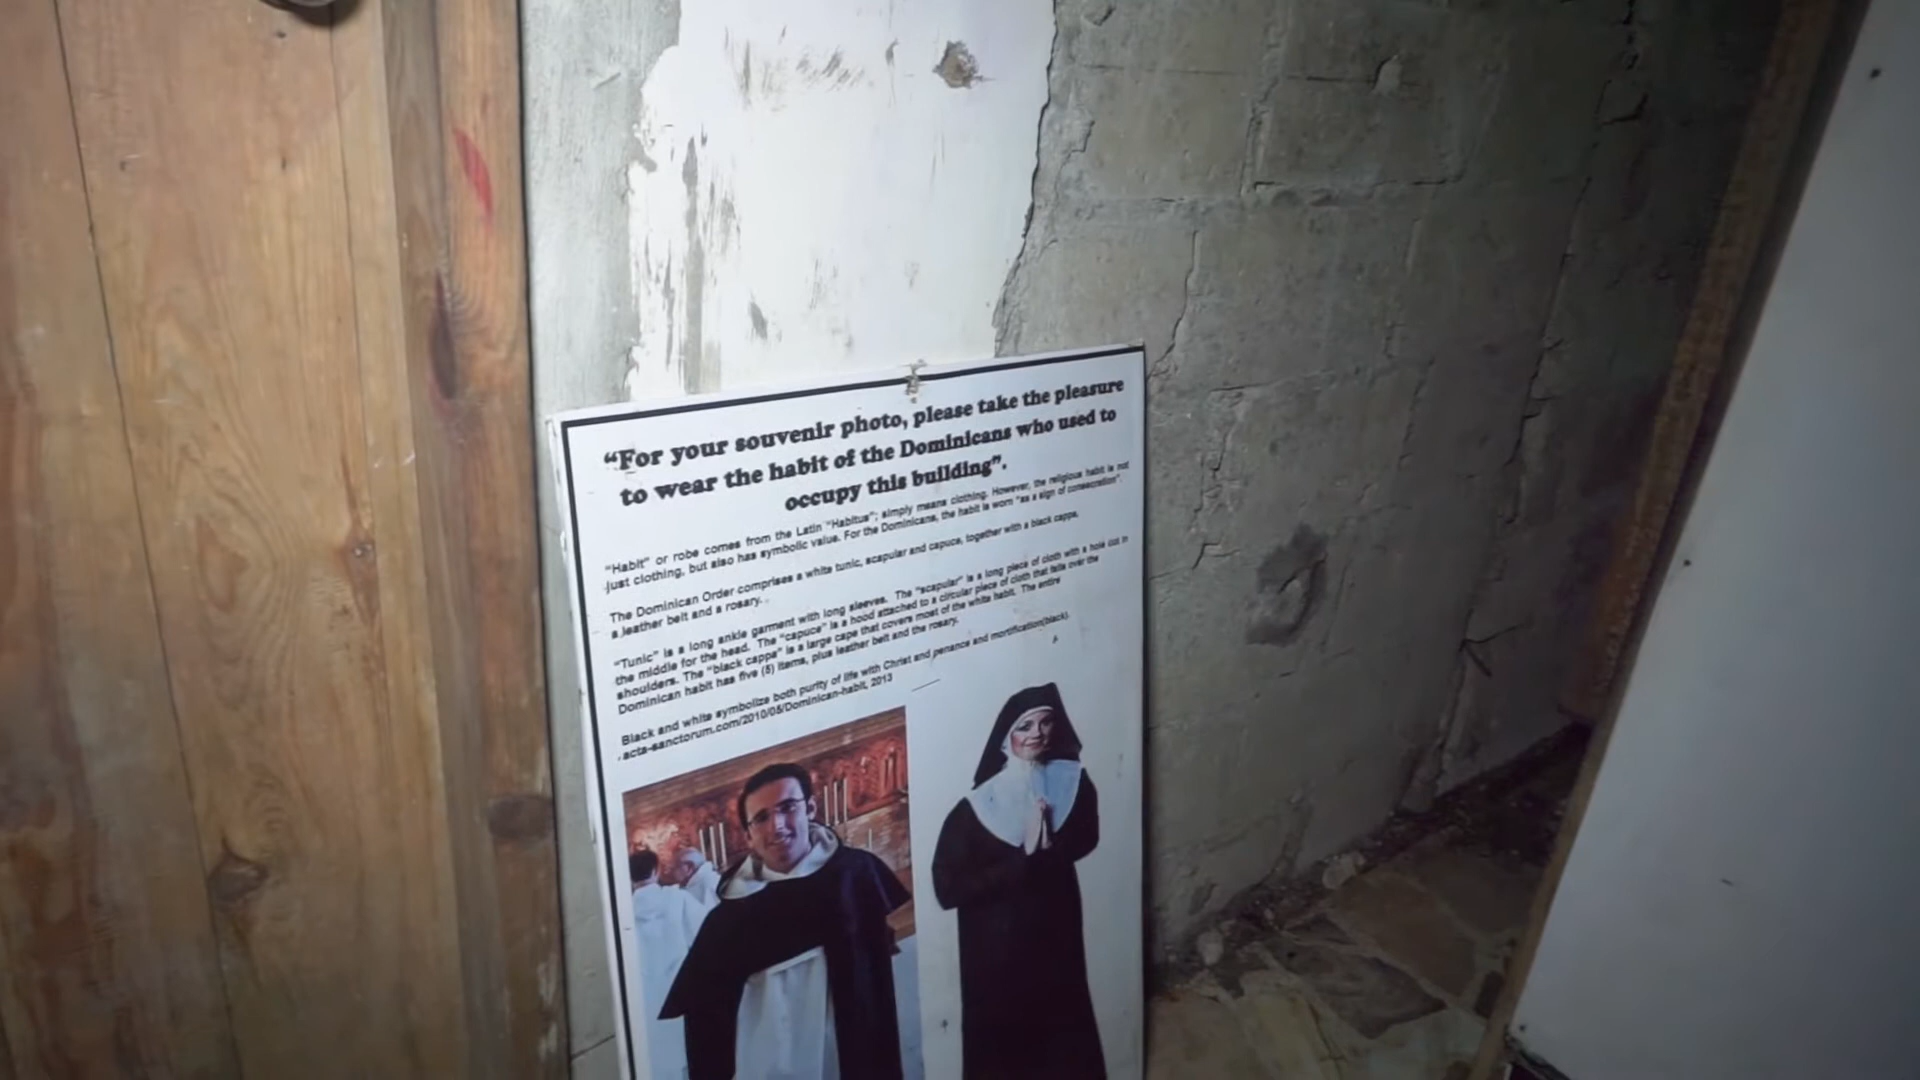 “For your souvenir photo, please take the pleasure
to wear the habit of the Dominicans who used to
occupy this building”.
“Habit” or robe comes from the Latin “Habitus”; simply means clothing. However, the religious habit is not
just clothing, but also has symbolic value. For the Dominicans, the habit is worn “as a sign of consecration”.
The Dominican Order comprises a white tunic, scapular and capuce, together with a black cappa,
a leather belt and a rosary.
“Tunic” is a long ankle garment with long sleeves. The “scapular” is a long piece of cloth with a hole cut in
the middle for the head. The “capuce” is a hood attached to a circular piece of cloth that falls over the
shoulders. The “black cappa” is a large cape that covers most of the white habit. The entire
Dominican habit has five (5) items, plus leather belt and the rosary.
Black and white symbolize both purity of life with Christ and penance and mortification(black).
acta-sanctorum.com/2010/05/Dominican-habit, 2013